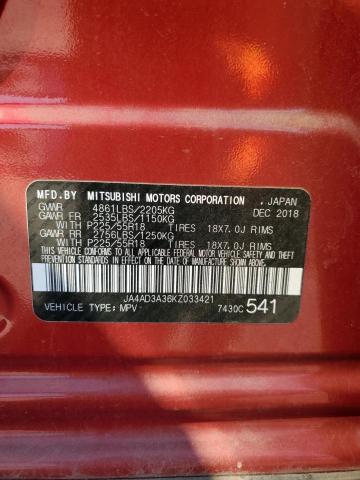 MFD.BY MITSUBISHI MOTORS CORPORATION , JAPAN
GVWR 4861LBS/2205KG DEC 2018
GAWR FR 2535LBS/1150KG
WITH P225/55R18 TIRES 18X7.0J RIMS
GAWR RR 2756LBS/1250KG
WITH P225/55R18 TIRES 18X7.0J RIMS
THIS VEHICLE CONFORMS TO ALL APPLICABLE FEDERAL MOTOR VEHICLE SAFETY, BUMPER, AND THEFT PREVENTION STANDARDS IN EFFECT ON THE DATE OF MANUFACTURE SHOWN ABOVE.
JA4AD3A36KZ033421
VEHICLE TYPE: MPV 7430C 541